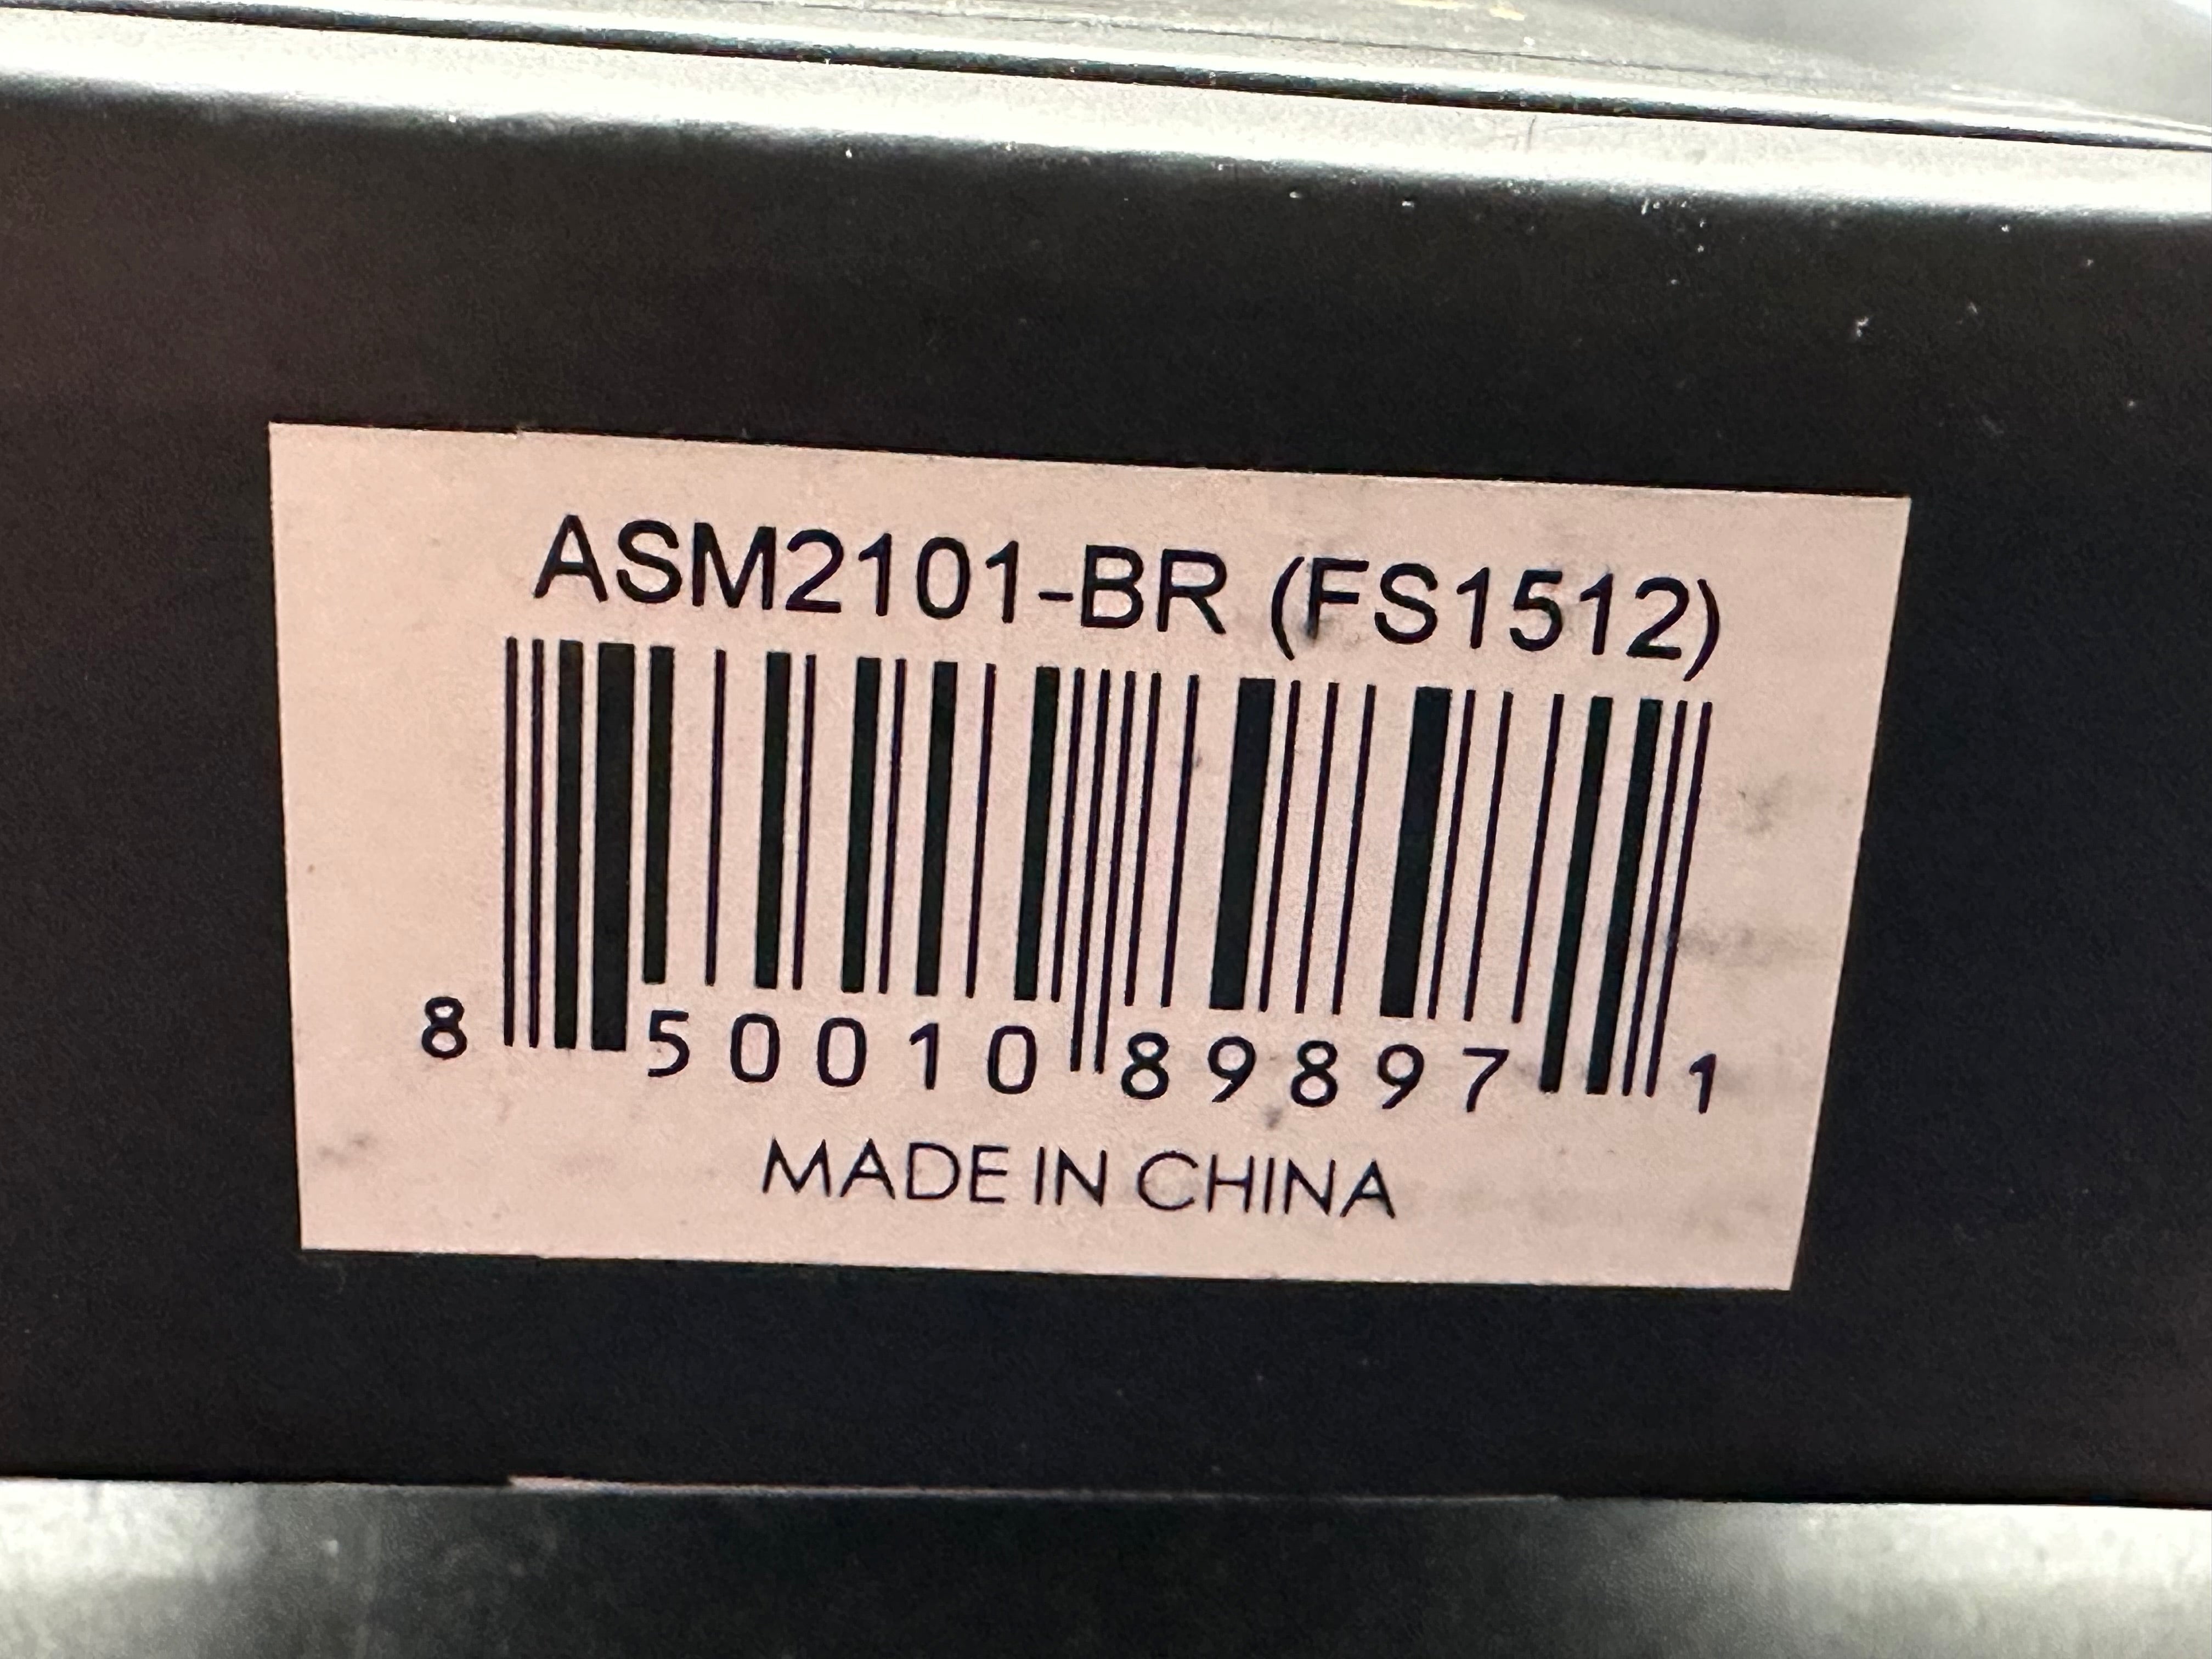 ASM2101-BR (FS1512)
8 50010 89897 1
MADE IN CHINA